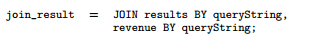 join_result = JOIN results BY queryString,
revenue BY queryString;